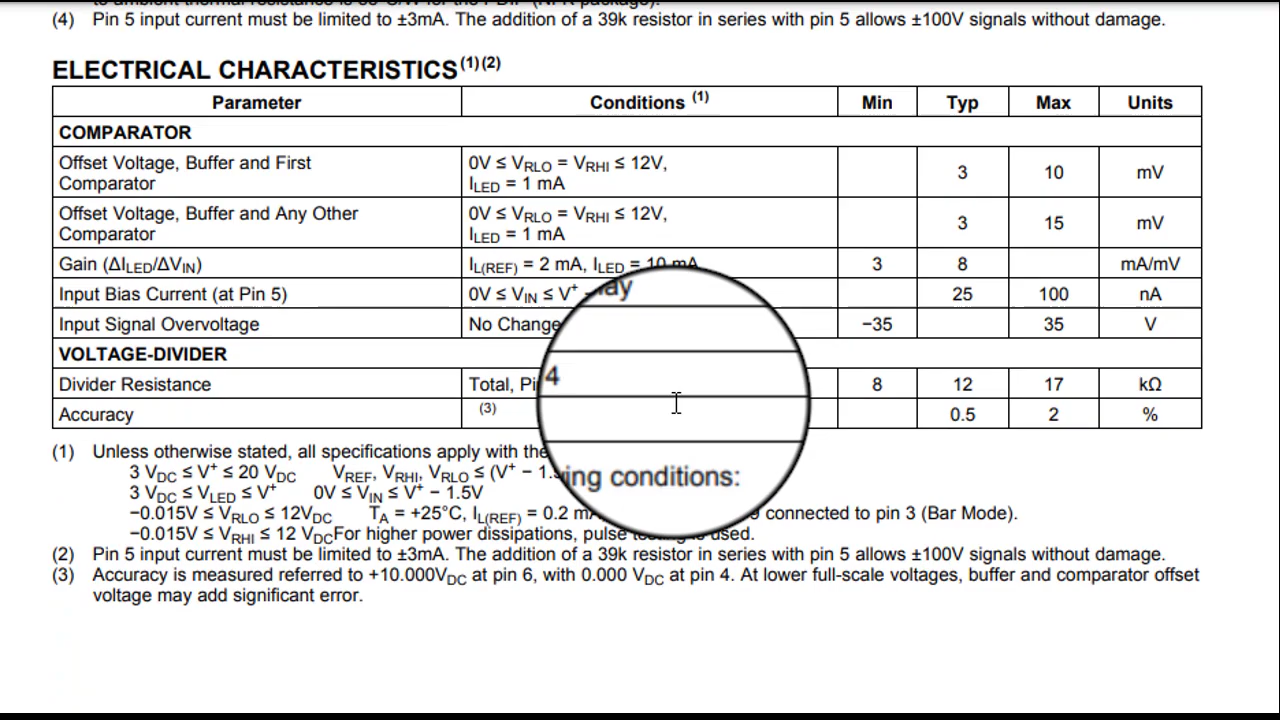 (4) Pin 5 input current must be limited to ±3mA. The addition of a 39k resistor in series with pin 5 allows ±100V signals without damage.
ELECTRICAL CHARACTERISTICS(1)(2)
Parameter Conditions (1) Min Typ Max Units
COMPARATOR
Offset Voltage, Buffer and First Comparator 0V ≤ VRLO = VRHI ≤ 12V, ILED = 1 mA 3 10 mV
Offset Voltage, Buffer and Any Other Comparator 0V ≤ VRLO = VRHI ≤ 12V, ILED = 1 mA 3 15 mV
Gain (ΔILED/ΔVIN) IL(REF) = 2 mA, ILED = 10 mA 3 8 mA/mV
Input Bias Current (at Pin 5) 0V ≤ VIN ≤ V+ 25 100 nA
Input Signal Overvoltage No Change −35 35 V
VOLTAGE-DIVIDER
Divider Resistance Total, 4 8 12 17 kΩ
Accuracy (3) 0.5 2 %
(1) Unless otherwise stated, all specifications apply with the ing conditions:
3 VDC ≤ V+ ≤ 20 VDC VREF, VRHI, VRLO ≤ (V+ − 1.
3 VDC ≤ VLED ≤ V+ 0V ≤ VIN ≤ V+ − 1.5V
−0.015V ≤ VRLO ≤ 12VDC TA = +25°C, IL(REF) = 0.2 connected to pin 3 (Bar Mode).
−0.015V ≤ VRHI ≤ 12 VDCFor higher power dissipations, pulse used.
(2) Pin 5 input current must be limited to ±3mA. The addition of a 39k resistor in series with pin 5 allows ±100V signals without damage.
(3) Accuracy is measured referred to +10.000VDC at pin 6, with 0.000 VDC at pin 4. At lower full-scale voltages, buffer and comparator offset
voltage may add significant error.